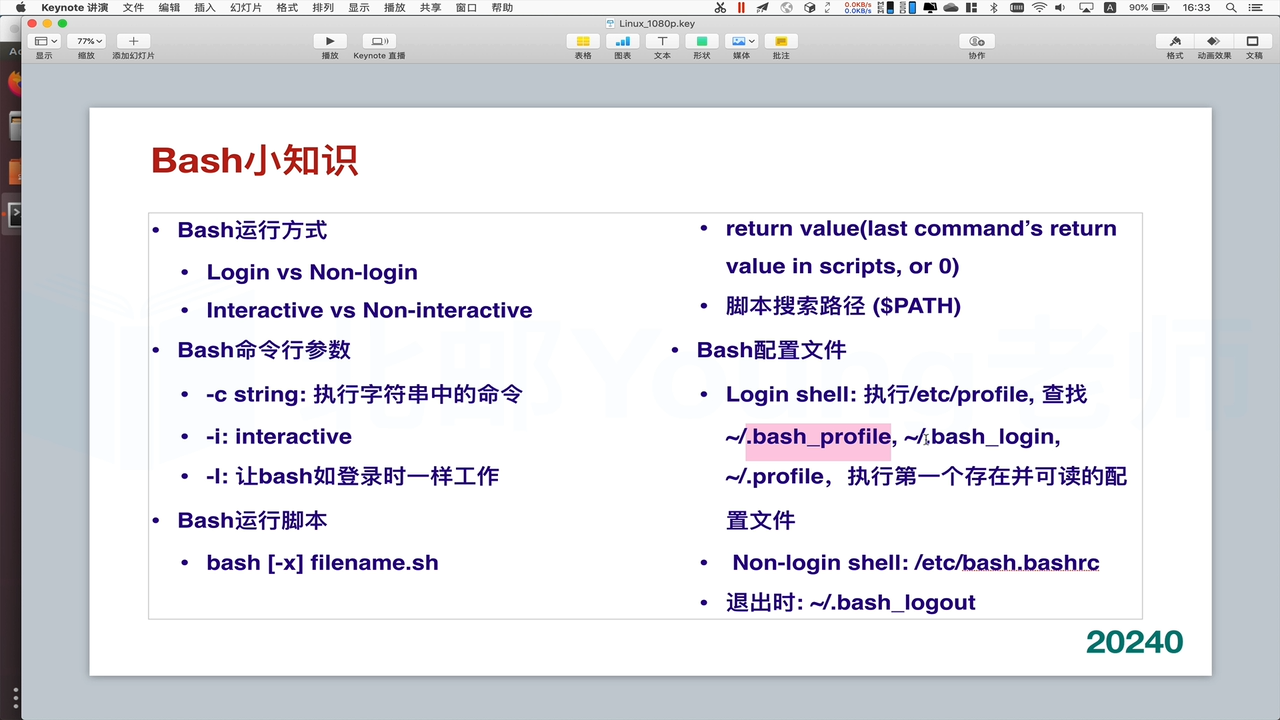 Keynote 讲演 文件 编辑 插入 幻灯片 格式 排列 显示 播放 共享 窗口 帮助 0.0KB/s 0.0KB/s A 90% 16:33
Linux_1080p.key
77%
显示 缩放 添加幻灯片 播放 Keynote 直播 表格 图表 文本 形状 媒体 批注 协作 格式 动画效果 文稿
Bash小知识
• Bash运行方式
• Login vs Non-login
• Interactive vs Non-interactive
• Bash命令行参数
• -c string: 执行字符串中的命令
• -i: interactive
• -l: 让bash如登录时一样工作
• Bash运行脚本
• bash [-x] filename.sh
• return value(last command’s return
value in scripts, or 0)
• 脚本搜索路径 ($PATH)
• Bash配置文件
• Login shell: 执行/etc/profile, 查找
~/.bash_profile, ~/.bash_login,
~/.profile，执行第一个存在并可读的配
置文件
• Non-login shell: /etc/bash.bashrc
• 退出时: ~/.bash_logout
20240